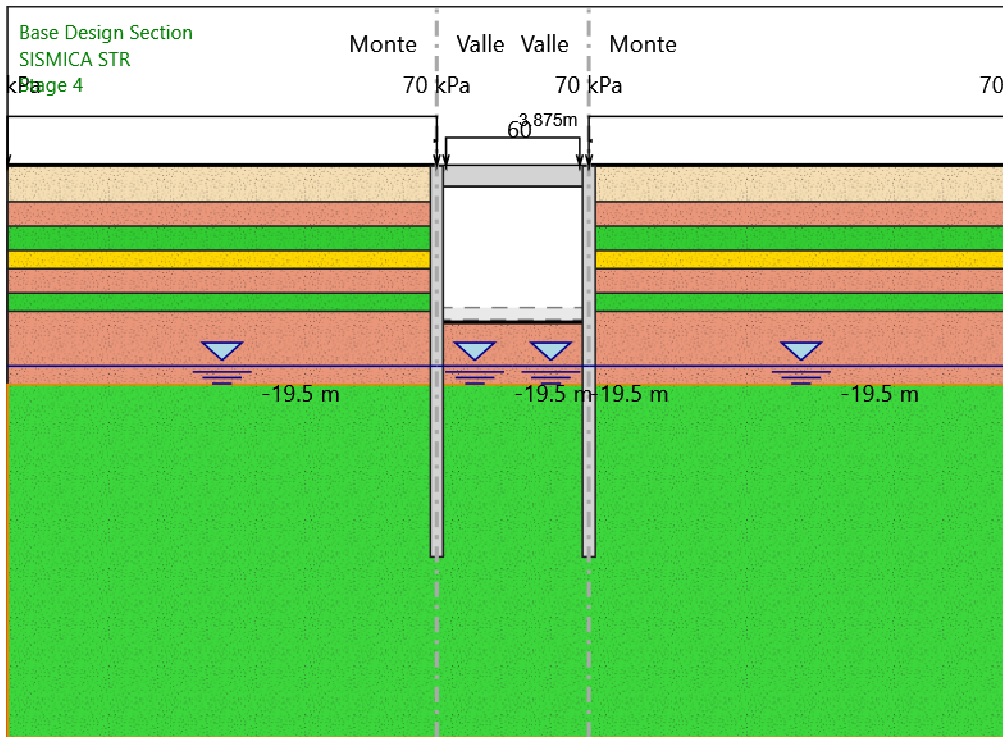 Base Design Section
SISMICA STR
Stage 4
Monte
Valle
Valle
Monte
kPa
70 kPa
70 kPa
70
3.875m
60
-19.5 m
-19.5 m
-19.5 m
-19.5 m